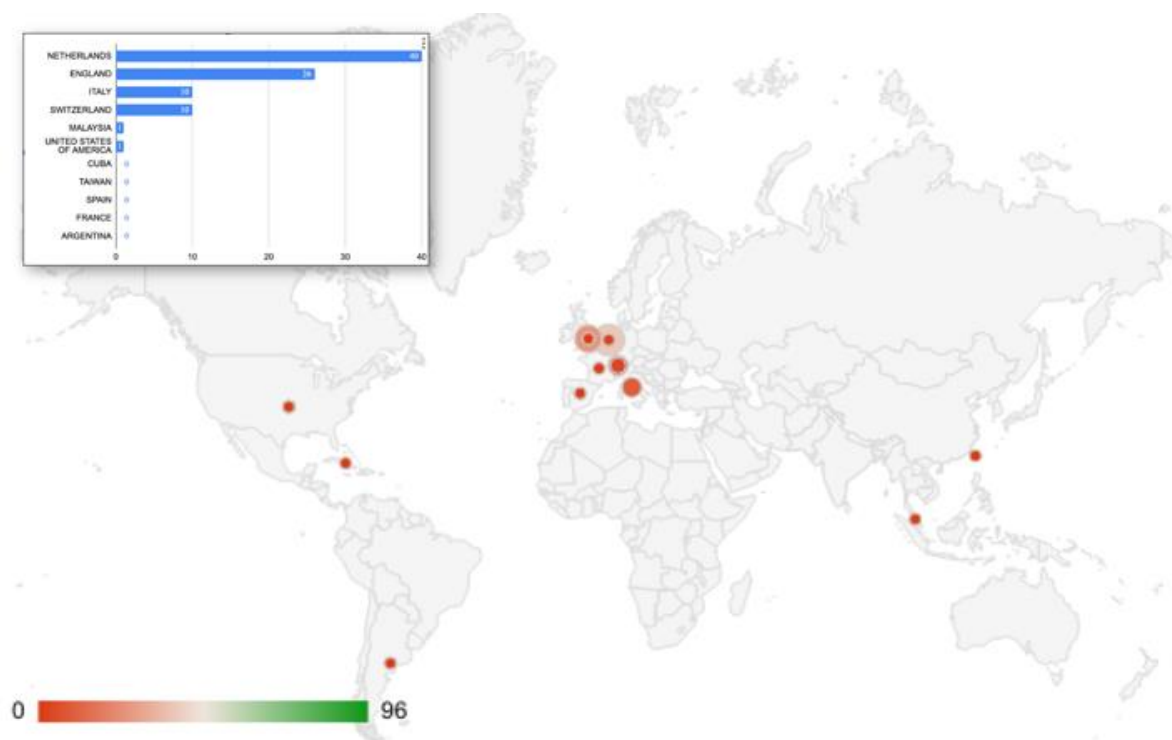 NETHERLANDS 40
ENGLAND 26
ITALY 10
SWITZERLAND 10
MALAYSIA 1
UNITED STATES
OF AMERICA 1
CUBA 0
TAIWAN 0
SPAIN 0
FRANCE 0
ARGENTINA 0
0 10 20 30 40
0 96